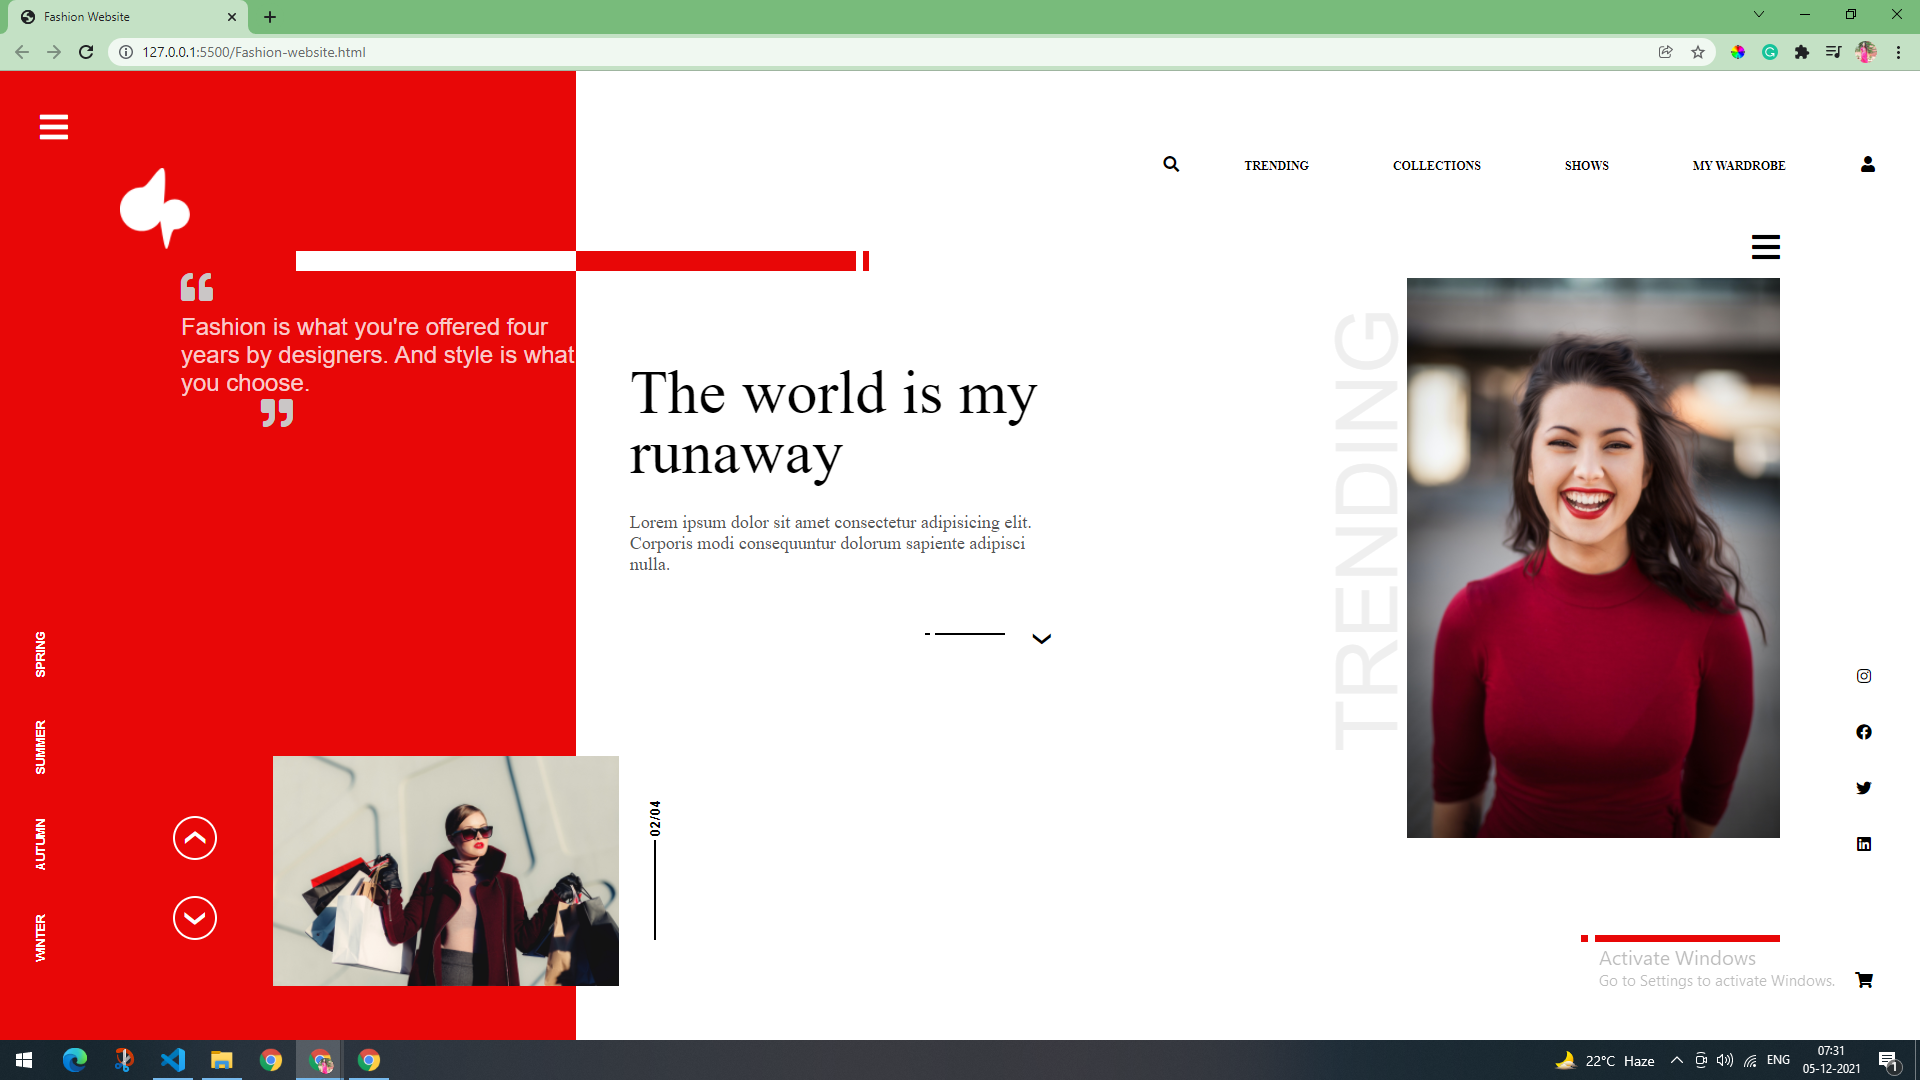 Fashion Website
127.0.0.1:5500/Fashion-website.html
TRENDING COLLECTIONS SHOWS MY WARDROBE
“
Fashion is what you're offered four
years by designers. And style is what
you choose.
”
The world is my
runaway
Lorem ipsum dolor sit amet consectetur adipisicing elit.
Corporis modi consequuntur dolorum sapiente adipisci
nulla.
TRENDING
SPRING
SUMMER
AUTUMN
WINTER
02/04
Activate Windows
Go to Settings to activate Windows.
22°C Haze
ENG
07:31
05-12-2021
1